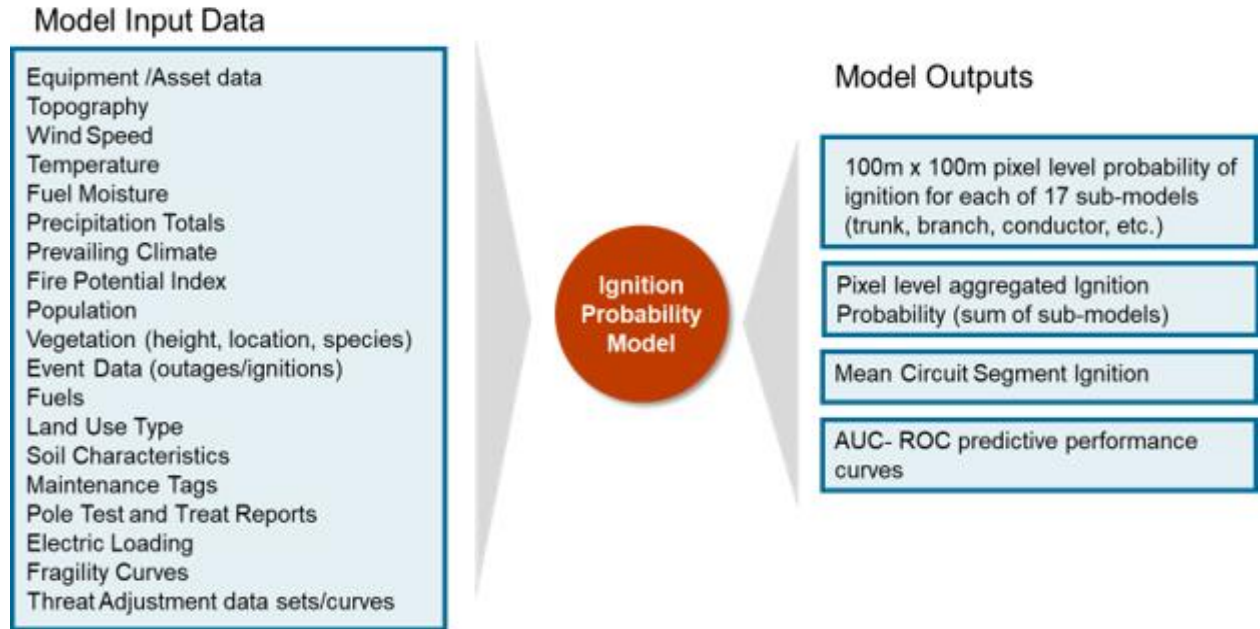 Model Input Data
Equipment /Asset data
Topography
Wind Speed
Temperature
Fuel Moisture
Precipitation Totals
Prevailing Climate
Fire Potential Index
Population
Vegetation (height, location, species)
Event Data (outages/ignitions)
Fuels
Land Use Type
Soil Characteristics
Maintenance Tags
Pole Test and Treat Reports
Electric Loading
Fragility Curves
Threat Adjustment data sets/curves
Ignition
Probability
Model
Model Outputs
100m x 100m pixel level probability of
ignition for each of 17 sub-models
(trunk, branch, conductor, etc.)
Pixel level aggregated Ignition
Probability (sum of sub-models)
Mean Circuit Segment Ignition
AUC- ROC predictive performance
curves